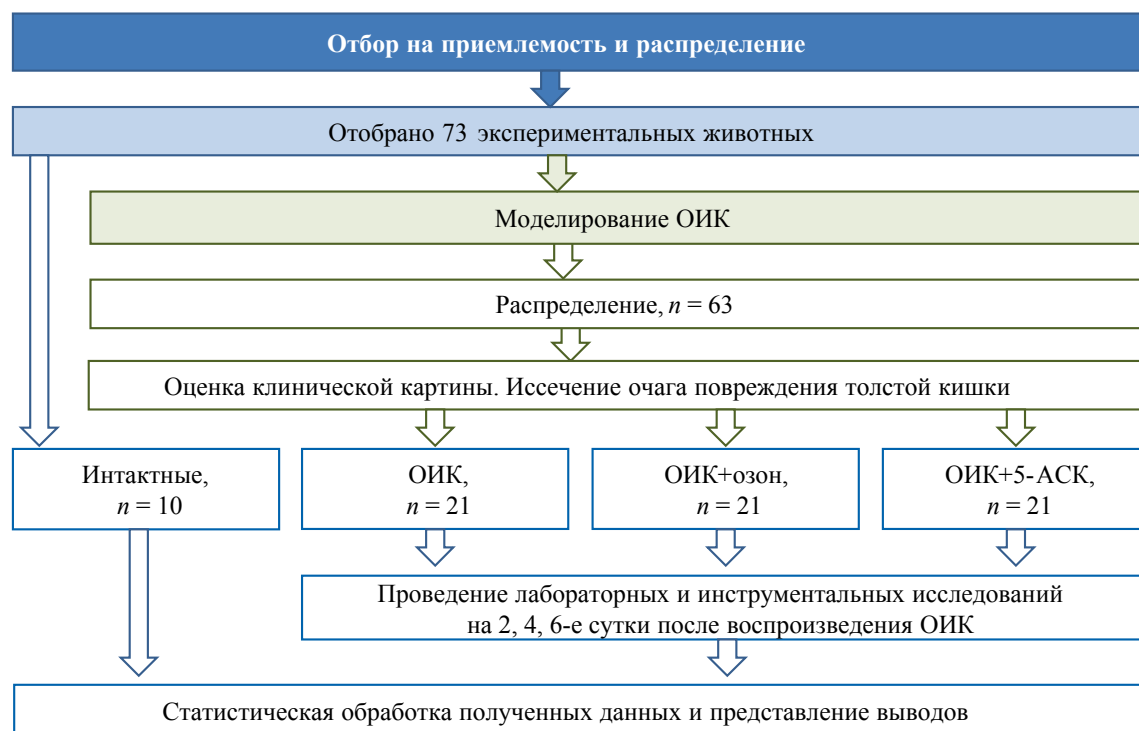 Отбор на приемлемость и распределение
Отобрано 73 экспериментальных животных
Моделирование ОИК
Распределение, n = 63
Оценка клинической картины. Иссечение очага повреждения толстой кишки
Интактные,
n = 10
ОИК,
n = 21
ОИК+озон,
n = 21
ОИК+5-АСК,
n = 21
Проведение лабораторных и инструментальных исследований
на 2, 4, 6-е сутки после воспроизведения ОИК
Статистическая обработка полученных данных и представление выводов